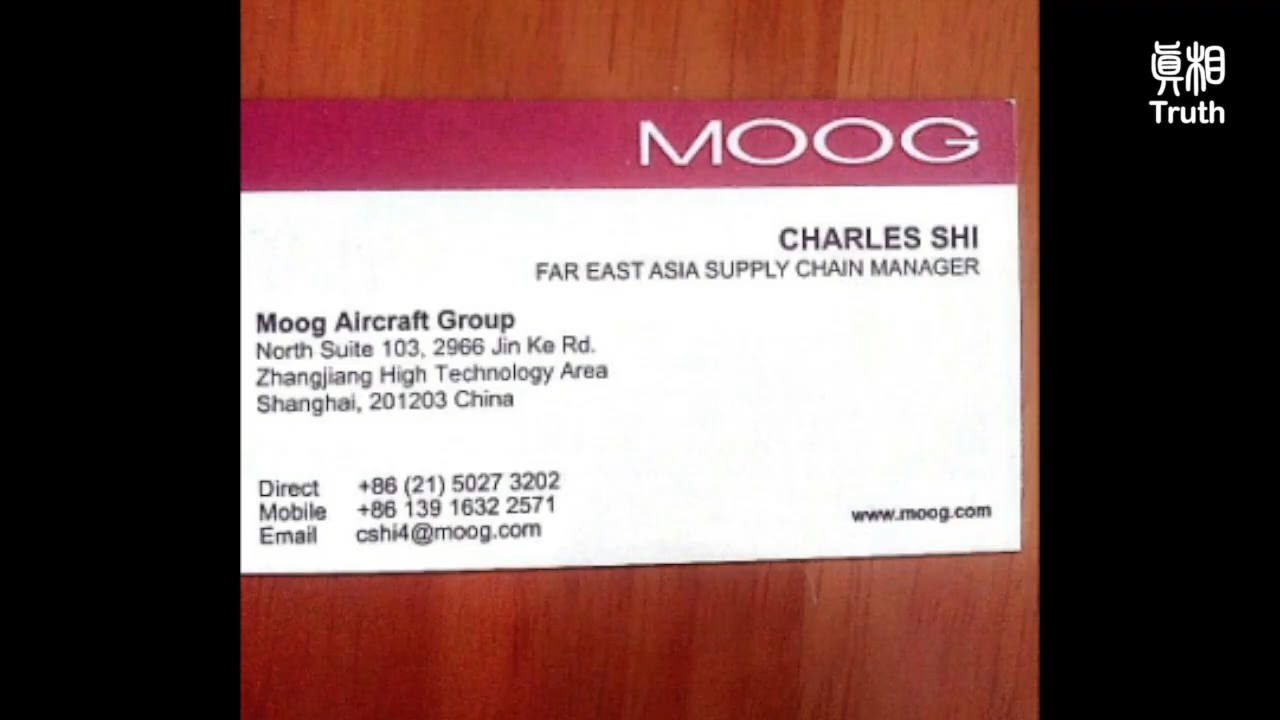 真相
Truth
MOOG
CHARLES SHI
FAR EAST ASIA SUPPLY CHAIN MANAGER
Moog Aircraft Group
North Suite 103, 2966 Jin Ke Rd.
Zhangjiang High Technology Area
Shanghai, 201203 China
Direct +86 (21) 5027 3202
Mobile +86 139 1632 2571
Email cshi4@moog.com
www.moog.com